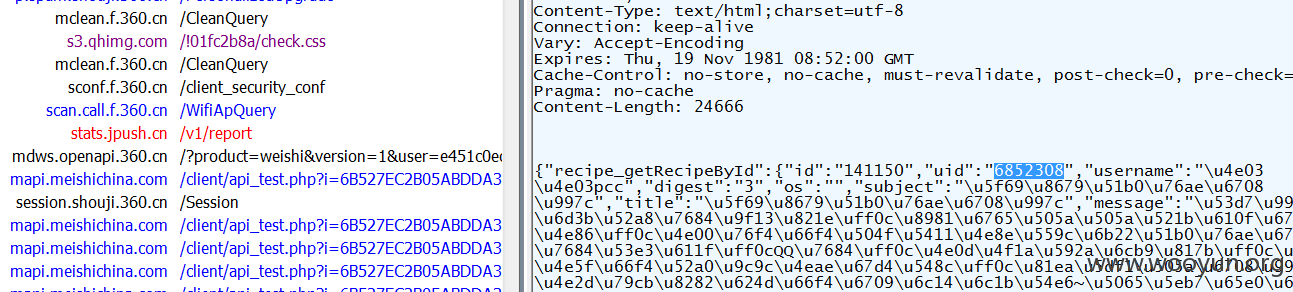 mclean.f.360.cn /CleanQuery
s3.qhimg.com /!01fc2b8a/check.css
mclean.f.360.cn /CleanQuery
sconf.f.360.cn /client_security_conf
scan.call.f.360.cn /WifiApQuery
stats.jpush.cn /v1/report
mdws.openapi.360.cn /?product=weishi&version=1&user=e451c0ec
mapi.meishichina.com /client/api_test.php?i=6B527EC2B05ABDDA3
session.shouji.360.cn /Session
mapi.meishichina.com /client/api_test.php?i=6B527EC2B05ABDDA3
mapi.meishichina.com /client/api_test.php?i=6B527EC2B05ABDDA3
mapi.meishichina.com /client/api_test.php?i=6B527EC2B05ABDDA3
Content-Type: text/html;charset=utf-8
Connection: keep-alive
Vary: Accept-Encoding
Expires: Thu, 19 Nov 1981 08:52:00 GMT
Cache-Control: no-store, no-cache, must-revalidate, post-check=0, pre-check=
Pragma: no-cache
Content-Length: 24666
{"recipe_getRecipeById":{"id":"141150","uid":"6852308","username":"\u4e03
\u4e03pcc","digest":"3","os":"","subject":"\u5f69\u8679\u51b0\u76ae\u6708
\u997c","title":"\u5f69\u8679\u51b0\u76ae\u6708\u997c","message":"\u53d7\u99
\u6d3b\u52a8\u7684\u9f13\u821e\uff0c\u8981\u6765\u505a\u505a\u521b\u610f\u67
\u4e86\uff0c\u4e00\u76f4\u66f4\u504f\u5411\u4e8e\u559c\u6b22\u51b0\u76ae\u67
\u7684\u53e3\u611f\uff0cQQ\u7684\uff0c\u4e0d\u4f1a\u592a\u6cb9\u817b\uff0c\u
\u4e5f\u66f4\u52a0\u9c9c\u4eae\u67d4\u548c\uff0c\u81ea\u5df1\u505a\u6708\u99
\u4e2d\u79cb\u8282\u624d\u66f4\u6709\u6c14\u6c1b\u54e6~\u5065\u5eb7\u65e0\u6
www.wooyun.org